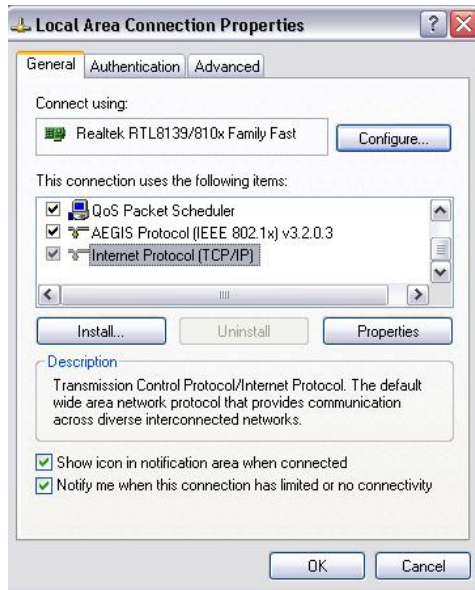 Local Area Connection Properties
General Authentication Advanced
Connect using:
Realtek RTL8139/810x Family Fast
Configure...
This connection uses the following items:
QoS Packet Scheduler
AEGIS Protocol (IEEE 802.1x) v3.2.0.3
Internet Protocol (TCP/IP)
Install... Uninstall Properties
Description
Transmission Control Protocol/Internet Protocol. The default
wide area network protocol that provides communication
across diverse interconnected networks.
Show icon in notification area when connected
Notify me when this connection has limited or no connectivity
OK Cancel